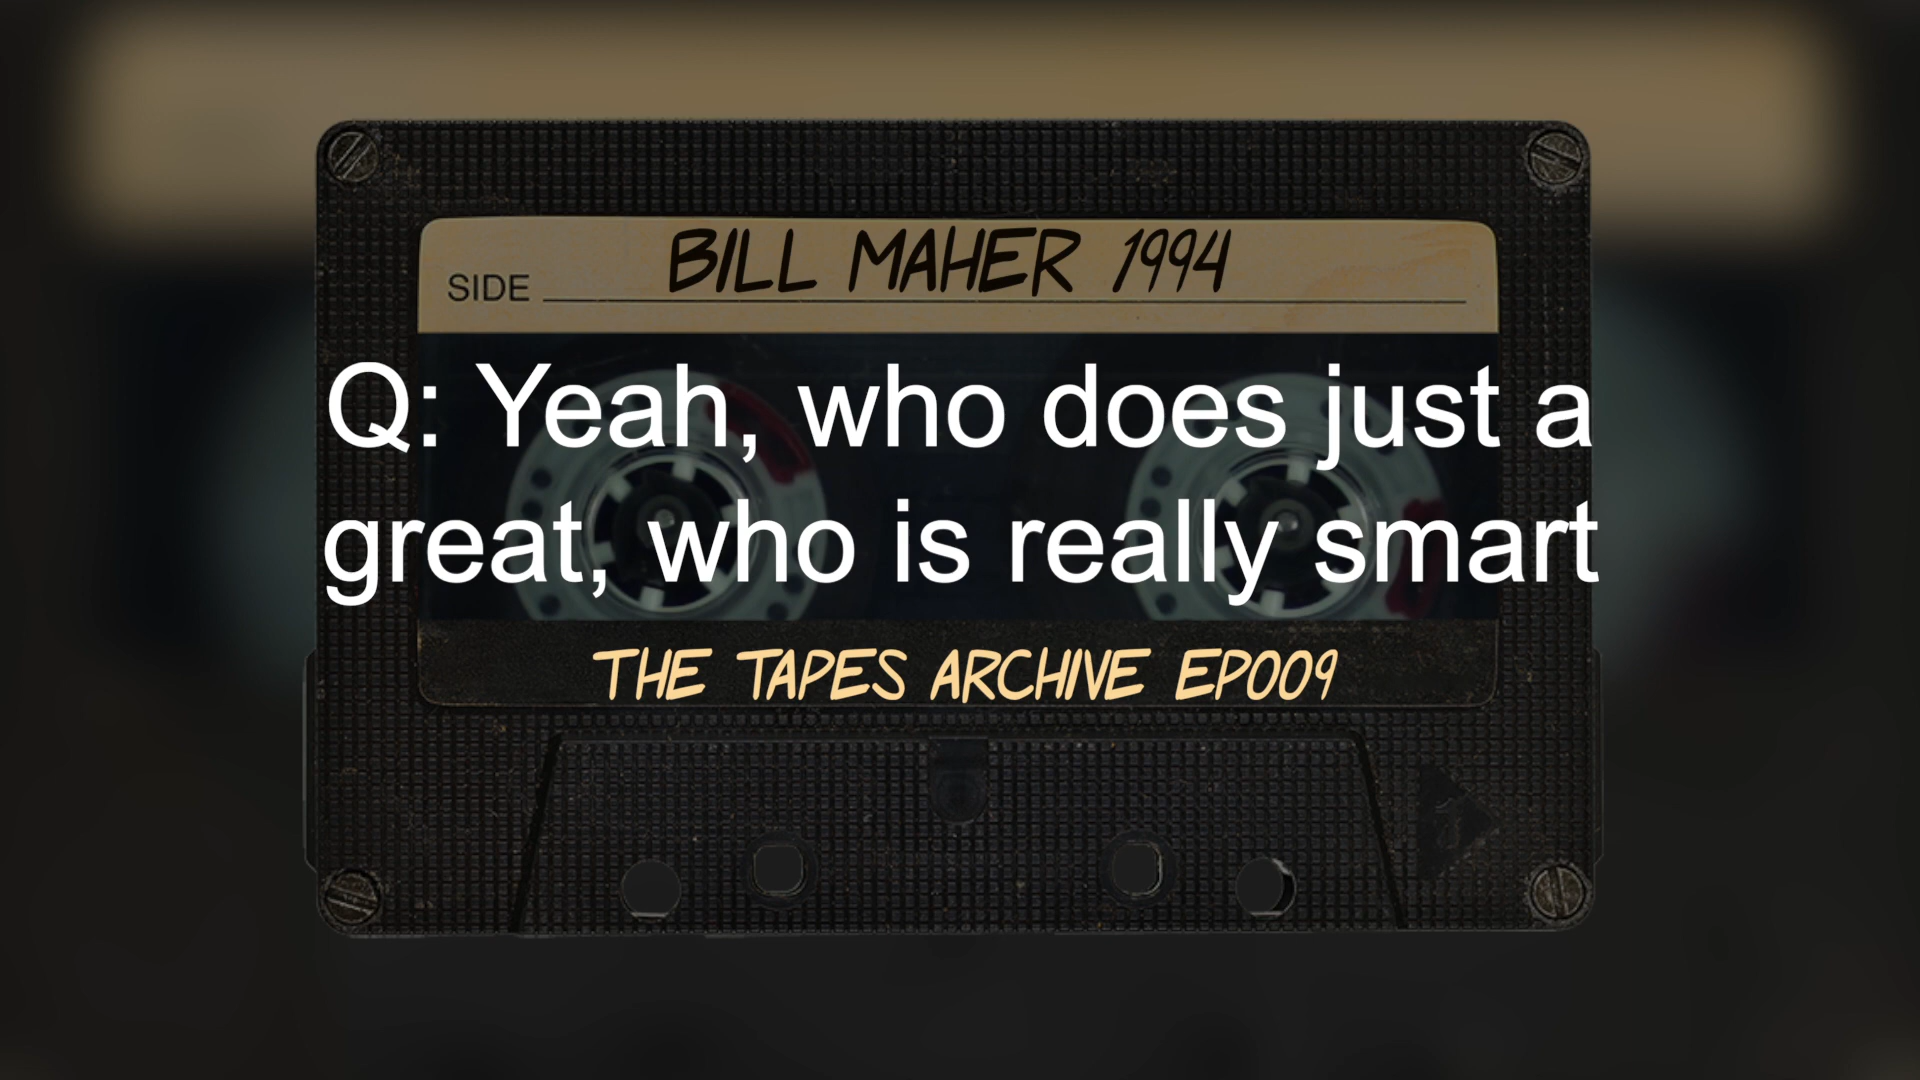 BILL MAHER 1994
SIDE
Q: Yeah, who does just a
great, who is really smart
THE TAPES ARCHIVE EP009